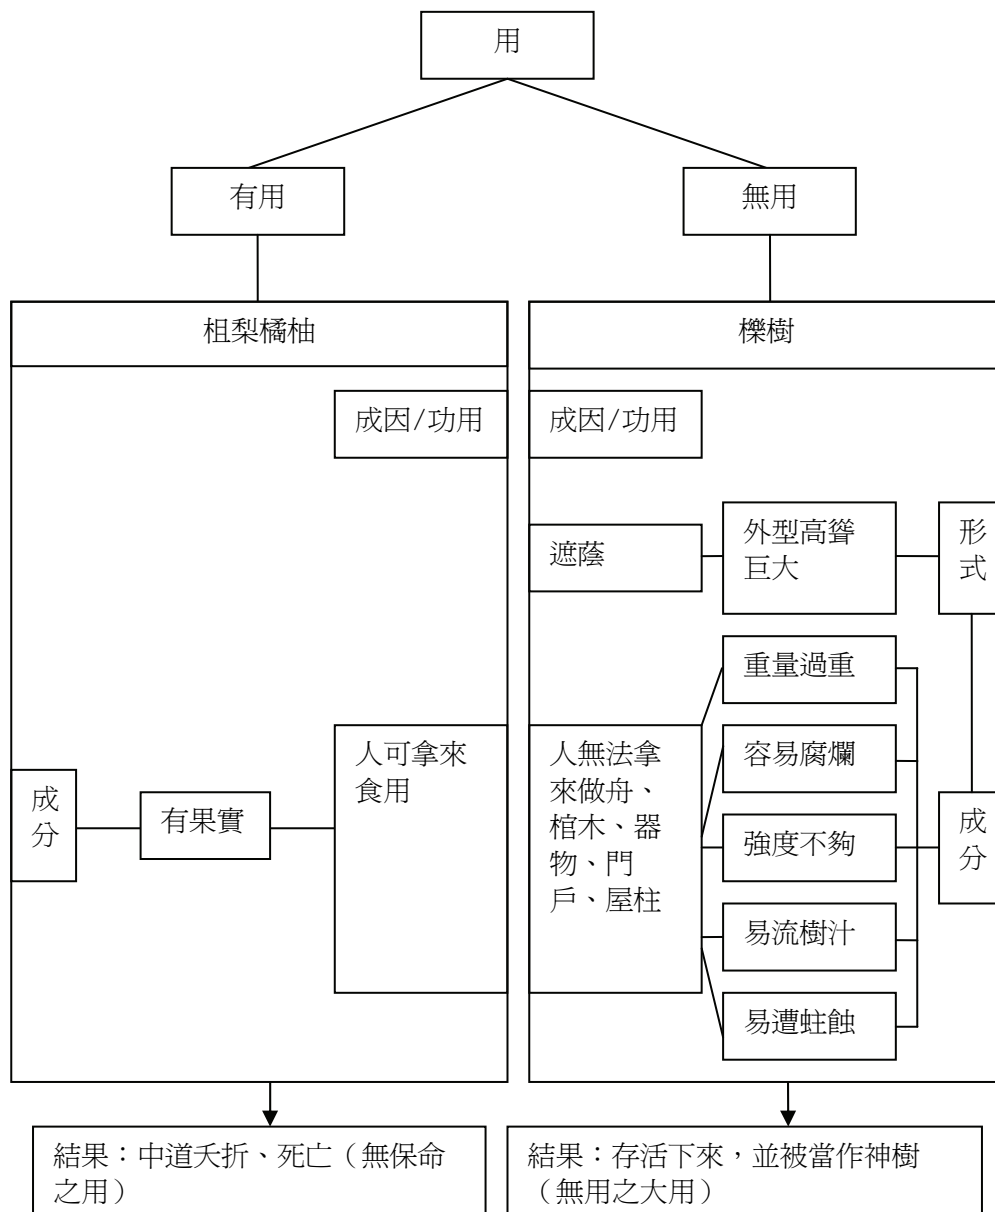 用
有用
無用
柤梨橘柚
櫟樹
成因/功用
成因/功用
遮蔭
外型高聳
巨大
形
式
重量過重
人可拿來
食用
人無法拿
來做舟、
棺木、器
物、門
戶、屋柱
容易腐爛
成
分
有果實
強度不夠
成
分
易流樹汁
易遭蛀蝕
結果：中道夭折、死亡（無保命
之用）
結果：存活下來，並被當作神樹
（無用之大用）